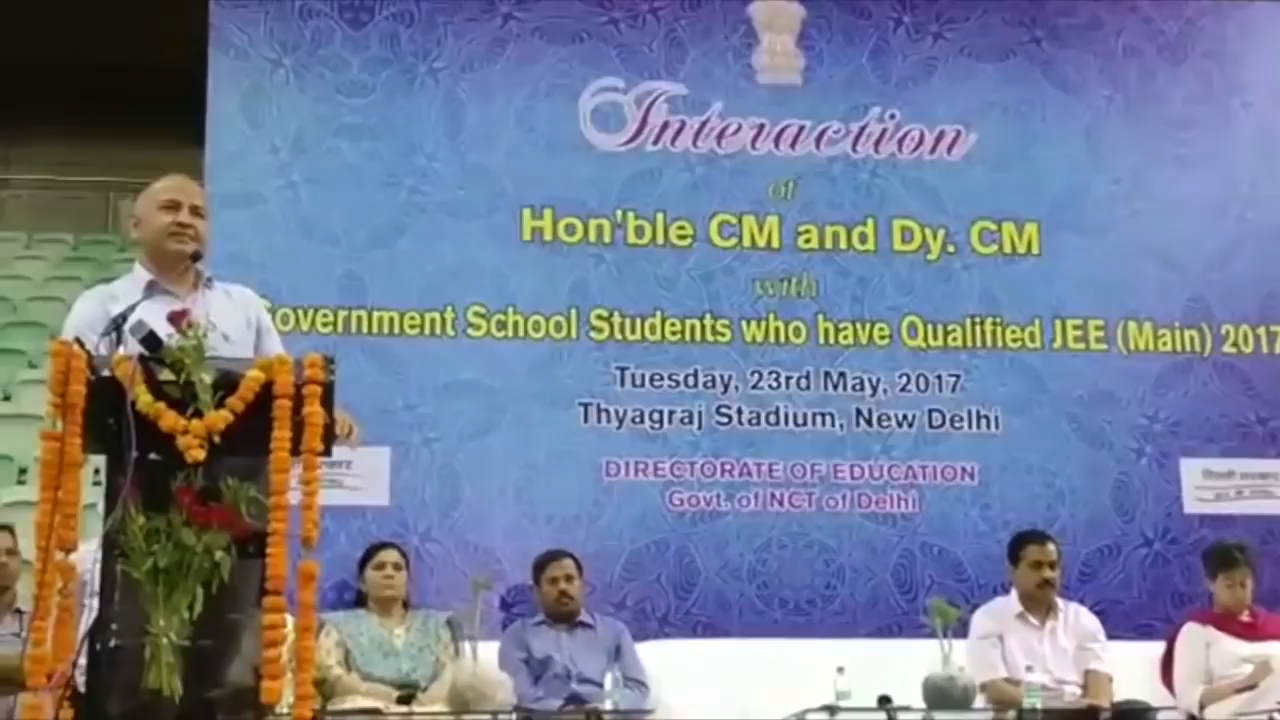 Interaction
of
Hon'ble CM and Dy. CM
with
Government School Students who have Qualified JEE (Main) 2017
Tuesday, 23rd May, 2017
Thyagraj Stadium, New Delhi
DIRECTORATE OF EDUCATION
Govt. of NCT of Delhi